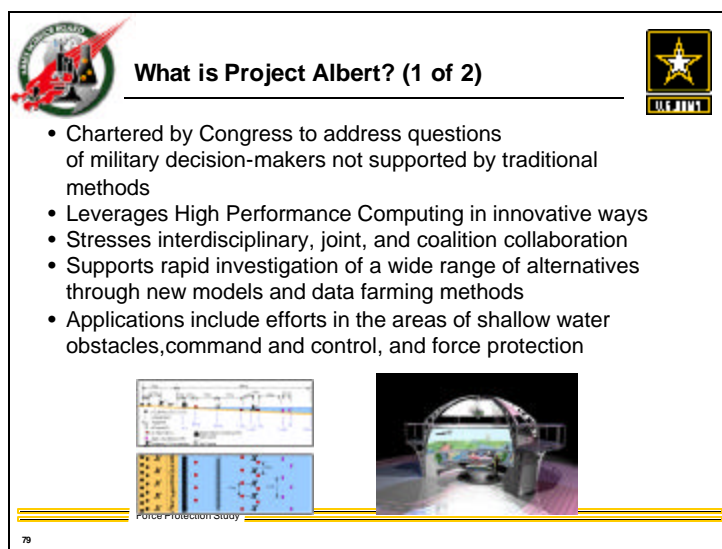 What is Project Albert? (1 of 2)
U.S. ARMY
• Chartered by Congress to address questions
of military decision-makers not supported by traditional
methods
• Leverages High Performance Computing in innovative ways
• Stresses interdisciplinary, joint, and coalition collaboration
• Supports rapid investigation of a wide range of alternatives
through new models and data farming methods
• Applications include efforts in the areas of shallow water
obstacles,command and control, and force protection
Force Protection Study
79